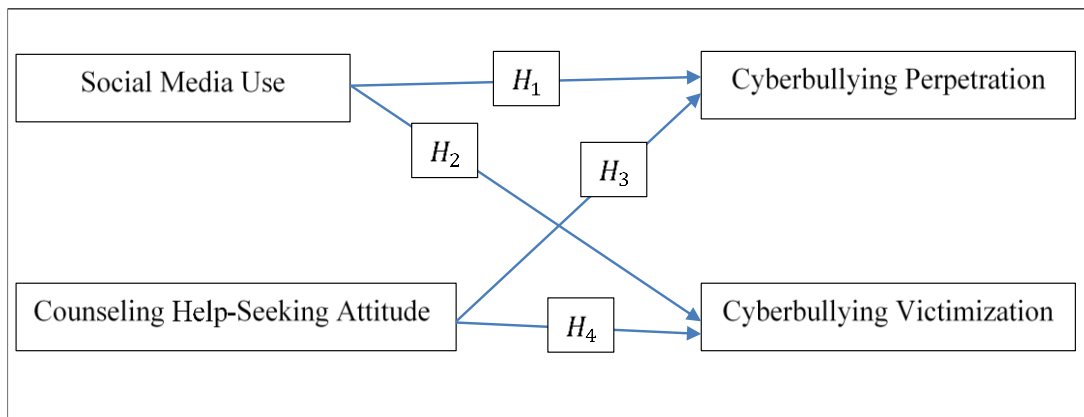 Social Media Use
H₁
Cyberbullying Perpetration
H₂
H₃
Counseling Help-Seeking Attitude
H₄
Cyberbullying Victimization